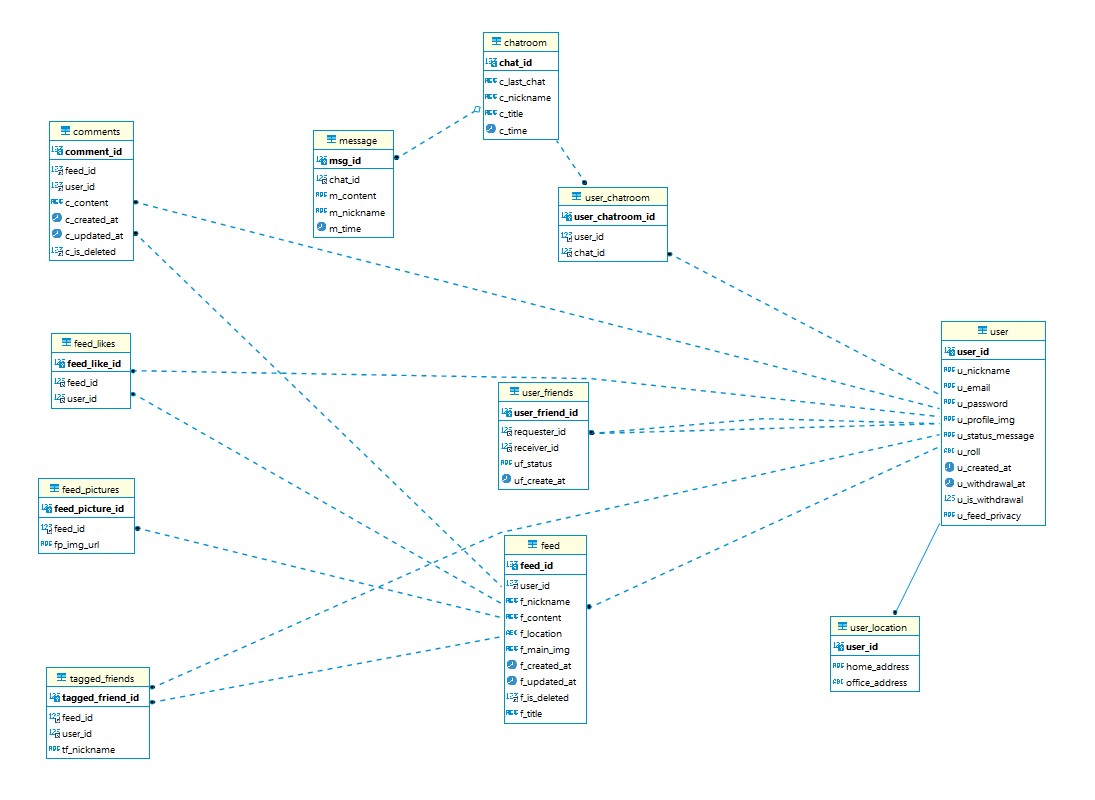 chatroom
chat_id
c_last_chat
c_nickname
c_title
c_time
comments
comment_id
feed_id
user_id
c_content
c_created_at
c_updated_at
c_is_deleted
message
msg_id
chat_id
m_content
m_nickname
m_time
user_chatroom
user_chatroom_id
user_id
chat_id
feed_likes
feed_like_id
feed_id
user_id
user_friends
user_friend_id
requester_id
receiver_id
uf_status
uf_create_at
user
user_id
u_nickname
u_email
u_password
u_profile_img
u_status_message
u_roll
u_created_at
u_withdrawal_at
u_is_withdrawal
u_feed_privacy
feed_pictures
feed_picture_id
feed_id
fp_img_url
feed
feed_id
user_id
f_nickname
f_content
f_location
f_main_img
f_created_at
f_updated_at
f_is_deleted
f_title
user_location
user_id
home_address
office_address
tagged_friends
tagged_friend_id
feed_id
user_id
tf_nickname